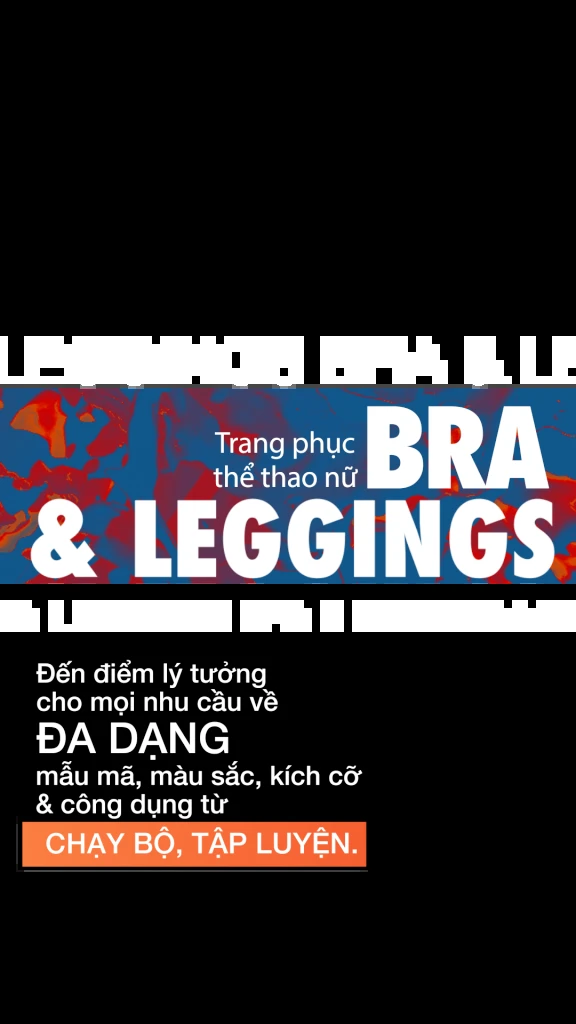 Trang phục
thể thao nữ BRA
& LEGGINGS
Đến điểm lý tưởng
cho mọi nhu cầu về
ĐA DẠNG
mẫu mã, màu sắc, kích cỡ
& công dụng từ
CHẠY BỘ, TẬP LUYỆN.